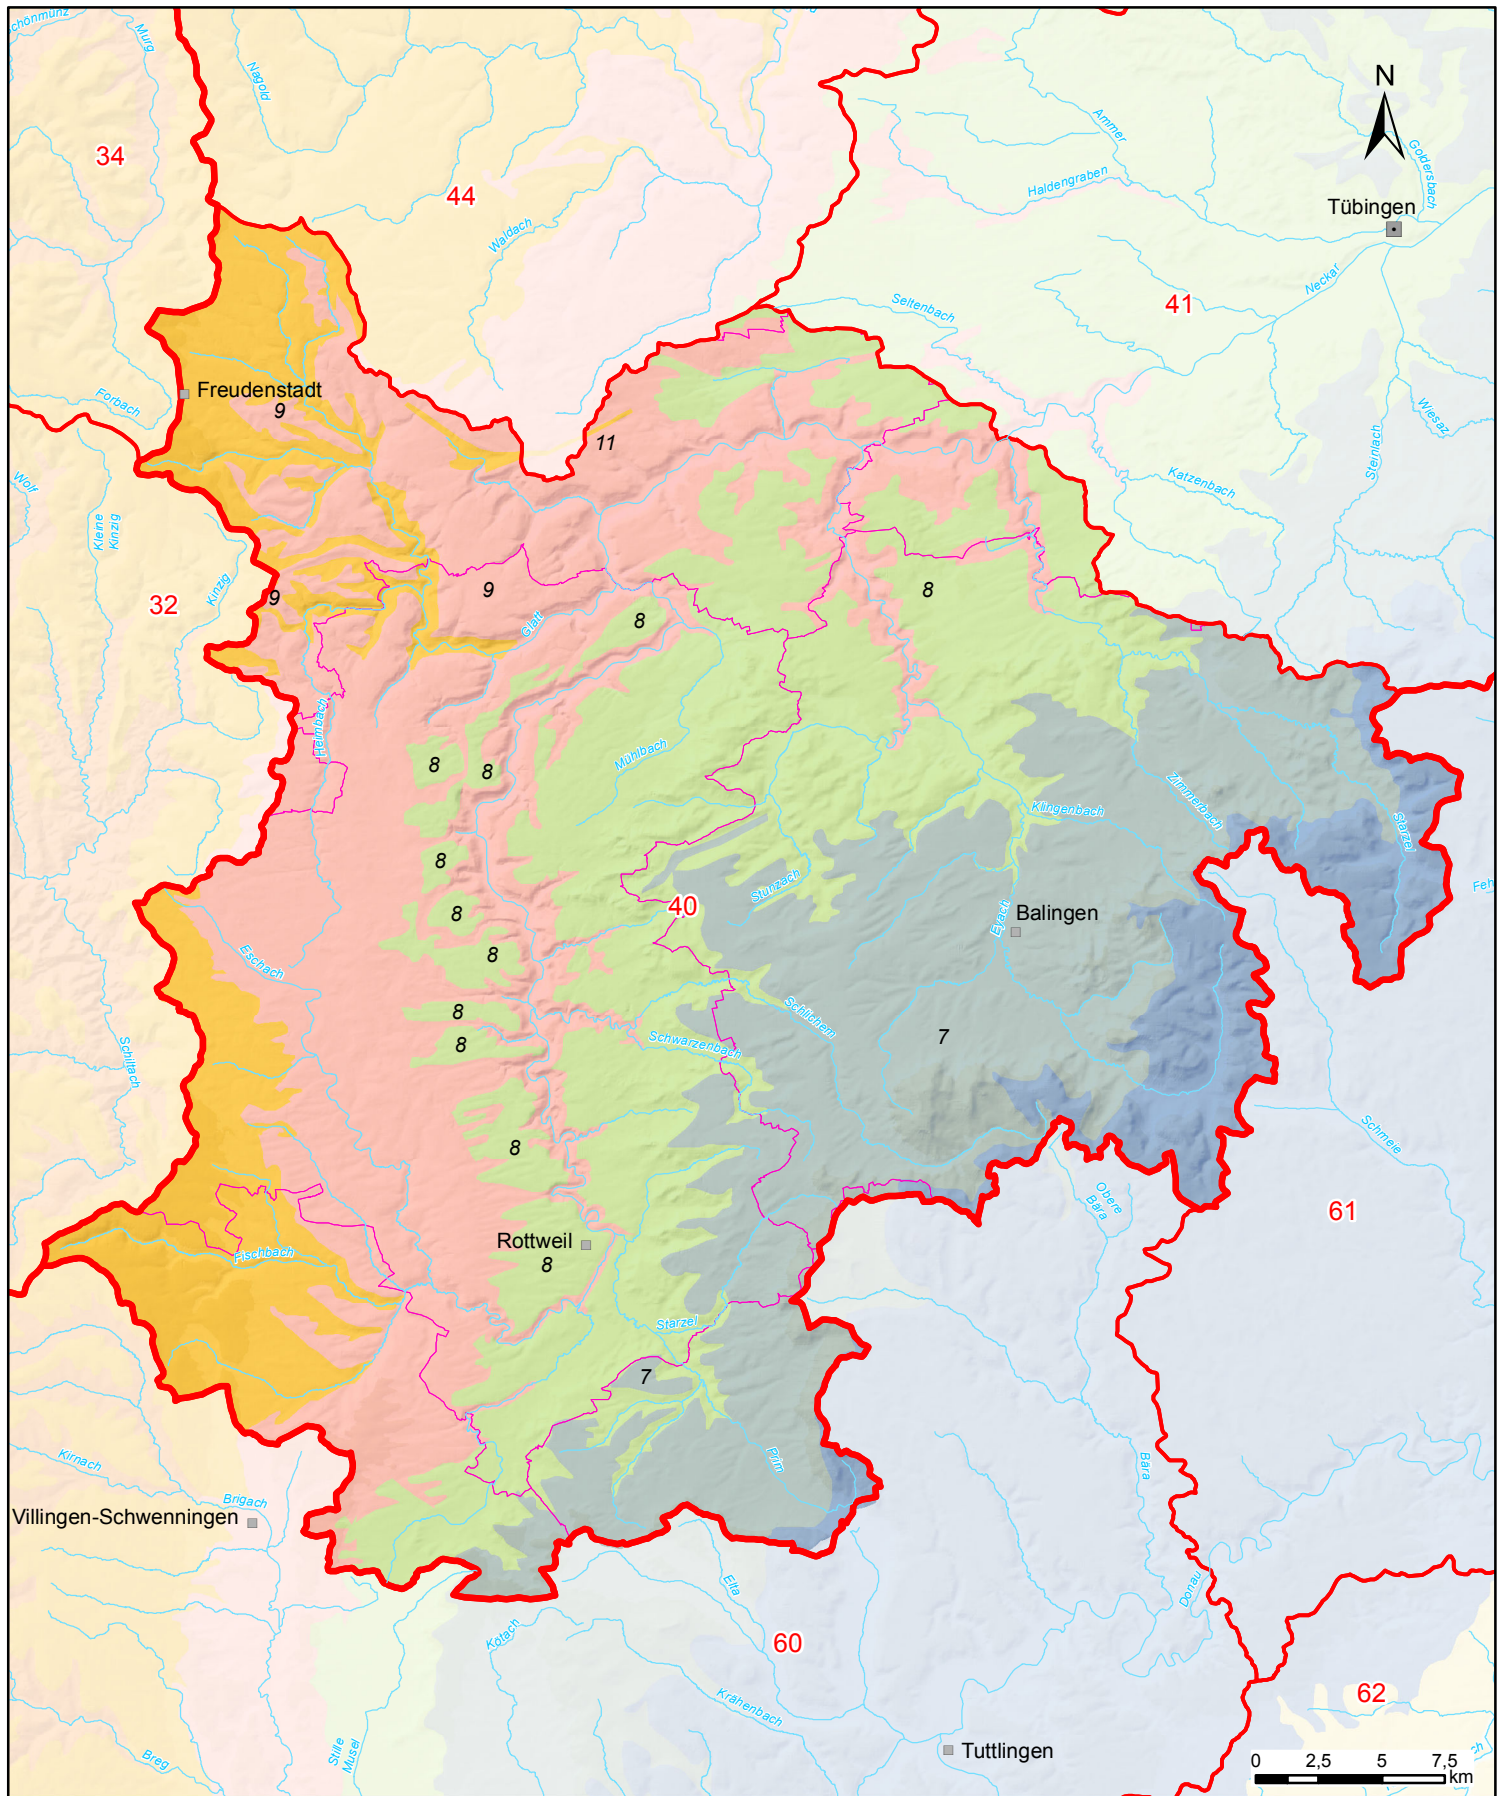 Schönmünz
Murg
Nagold
34
44
Waldach
Ammer
Goldersbach
Haldengraben
N
Tübingen
Neckar
41
Seltenbach
Forbach
Freudenstadt
9
11
Wiesaz
Steinlach
Katzenbach
Wolf
Kleine
Kinzig
32
Kinzig
9
9
Glatt
8
8
Heimbach
Mühlbach
8
8
Klingenbach
Zimmerbach
Starzel
8
Stunzach
40
8
Eyach
Balingen
Feh
Eschach
8
8
Schlichem
7
8
Schwarzenbach
Schiltach
8
Schmeie
Obere
Bära
61
Rottweil
8
Fischbach
Starzel
7
Prim
Bära
Kirnach
Brigach
Villingen-Schwenningen
Elta
Donau
Kötach
60
62
Krähenbach
Stille
Musel
Breg
Tuttlingen
0 2,5 5 7,5
km